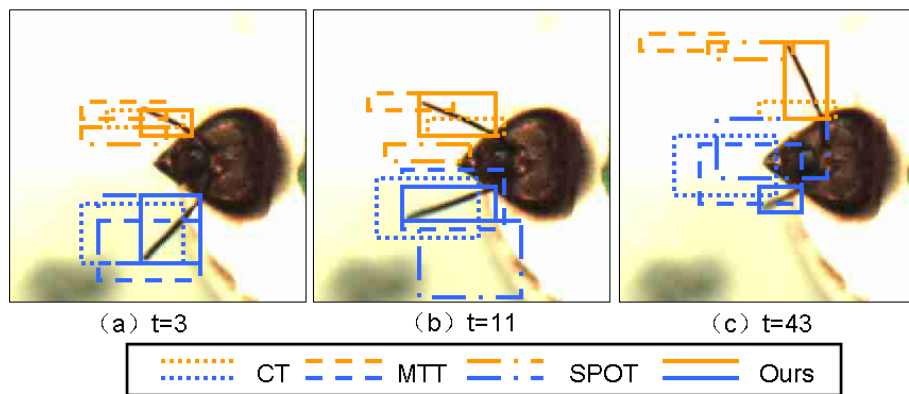 （a）t=3
（b）t=11
（c）t=43
CT MTT SPOT Ours